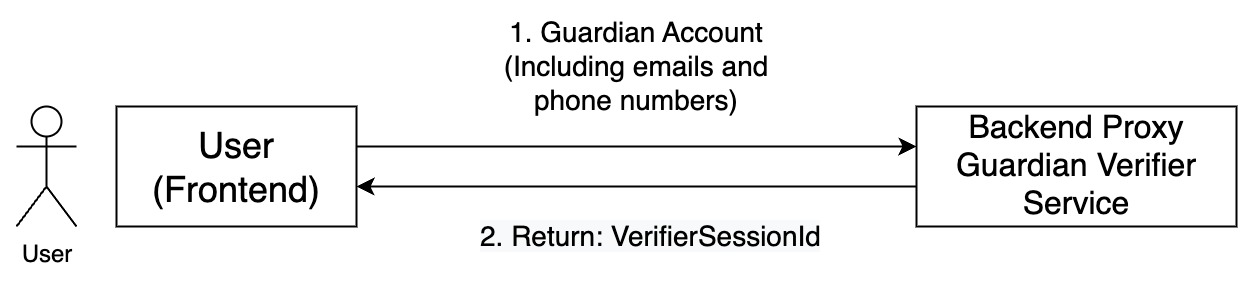 1. Guardian Account
(Including emails and
phone numbers)
User
(Frontend)
Backend Proxy
Guardian Verifier
Service
2. Return: VerifierSessionId
User